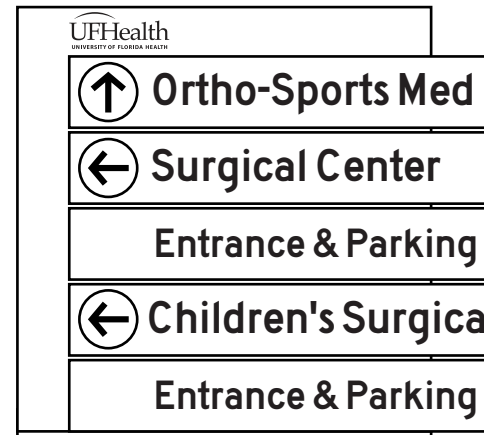 UFHealth
UNIVERSITY OF FLORIDA HEALTH
Ortho-Sports Med
Surgical Center
Entrance & Parking
Children's Surgica
Entrance & Parking